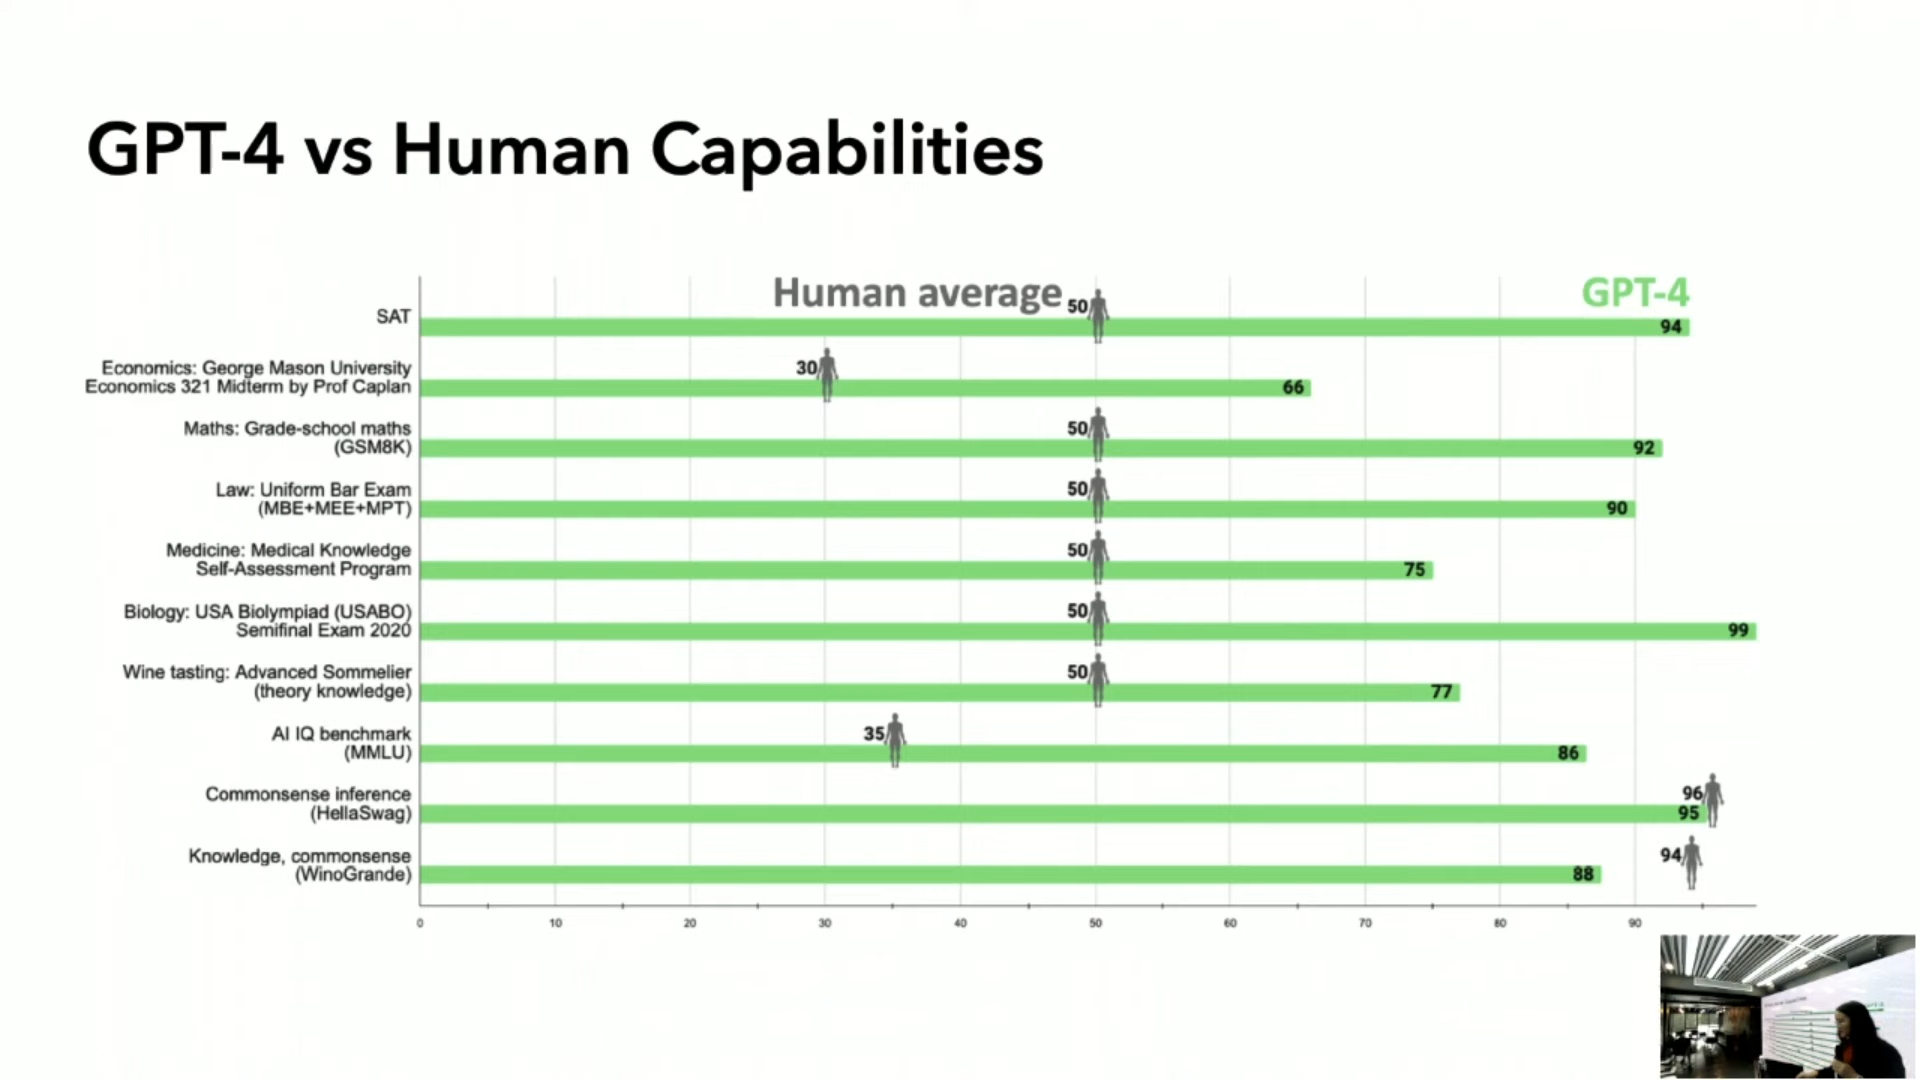 GPT-4 vs Human Capabilities
Human average
GPT-4
SAT
50
94
Economics: George Mason University
Economics 321 Midterm by Prof Caplan
30
66
Maths: Grade-school maths
(GSM8K)
50
92
Law: Uniform Bar Exam
(MBE+MEE+MPT)
50
90
Medicine: Medical Knowledge
Self-Assessment Program
50
75
Biology: USA Biolympiad (USABO)
Semifinal Exam 2020
50
99
Wine tasting: Advanced Sommelier
(theory knowledge)
50
77
AI IQ benchmark
(MMLU)
35
86
Commonsense inference
(HellaSwag)
96
95
Knowledge, commonsense
(WinoGrande)
94
88
0 10 20 30 40 50 60 70 80 90